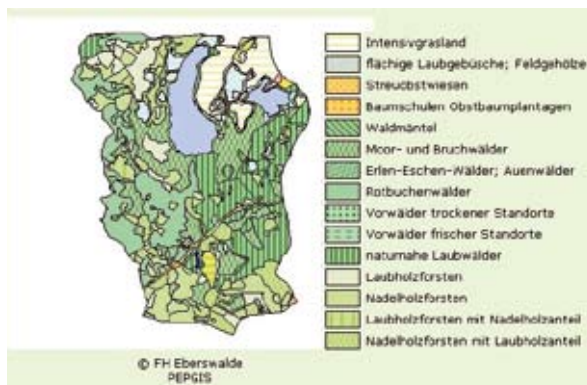 Intensivgrasland
flächige Laubgebüsche; Feldgehölze
Streuobstwiesen
Baumschulen Obstbaumplantagen
Waldmäntel
Moor- und Bruchwälder
Erlen-Eschen-Wälder; Auenwälder
Rotbuchenwälder
Vorwälder trockener Standorte
Vorwälder frischer Standorte
naturnahe Laubwälder
Laubholzforsten
Nadelholzforsten
Laubholzforsten mit Nadelholzanteil
Nadelholzforsten mit Laubholzanteil
© FH Eberswalde
PEPGIS